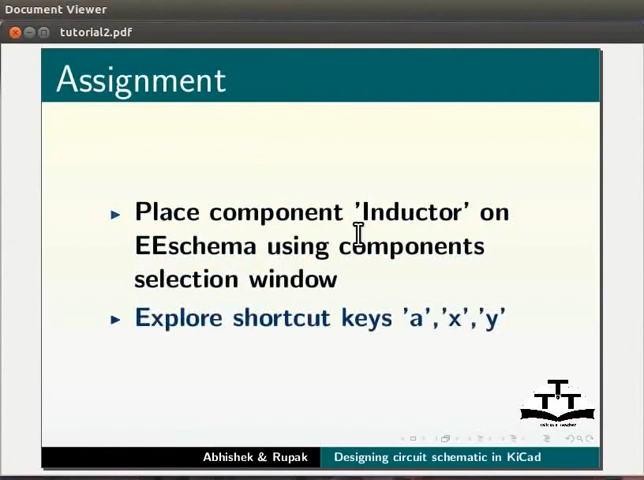 Document Viewer
tutorial2.pdf
Assignment
Place component 'Inductor' on
EEschema using components
selection window
Explore shortcut keys 'a','x','y'
Abhishek & Rupak
Designing circuit schematic in KiCad